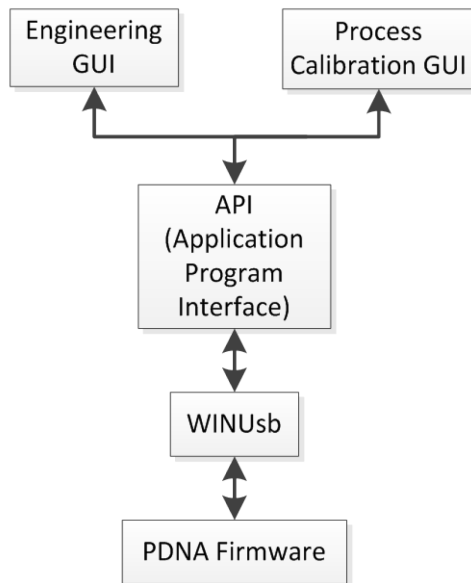 Engineering
GUI
Process
Calibration GUI
API
(Application
Program
Interface)
WINUsb
PDNA Firmware